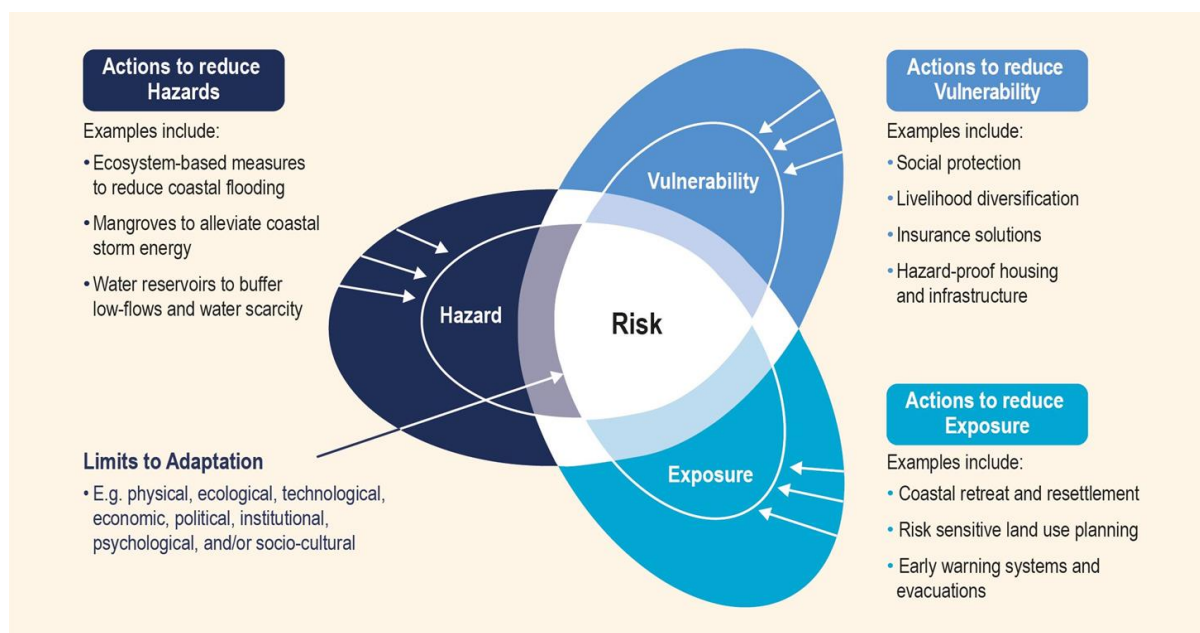 Actions to reduce
Hazards
Examples include:
• Ecosystem-based measures
to reduce coastal flooding
• Mangroves to alleviate coastal
storm energy
• Water reservoirs to buffer
low-flows and water scarcity
Limits to Adaptation
• E.g. physical, ecological, technological,
economic, political, institutional,
psychological, and/or socio-cultural
Vulnerability
Hazard
Risk
Exposure
Actions to reduce
Vulnerability
Examples include:
• Social protection
• Livelihood diversification
• Insurance solutions
• Hazard-proof housing
and infrastructure
Actions to reduce
Exposure
Examples include:
• Coastal retreat and resettlement
• Risk sensitive land use planning
• Early warning systems and
evacuations